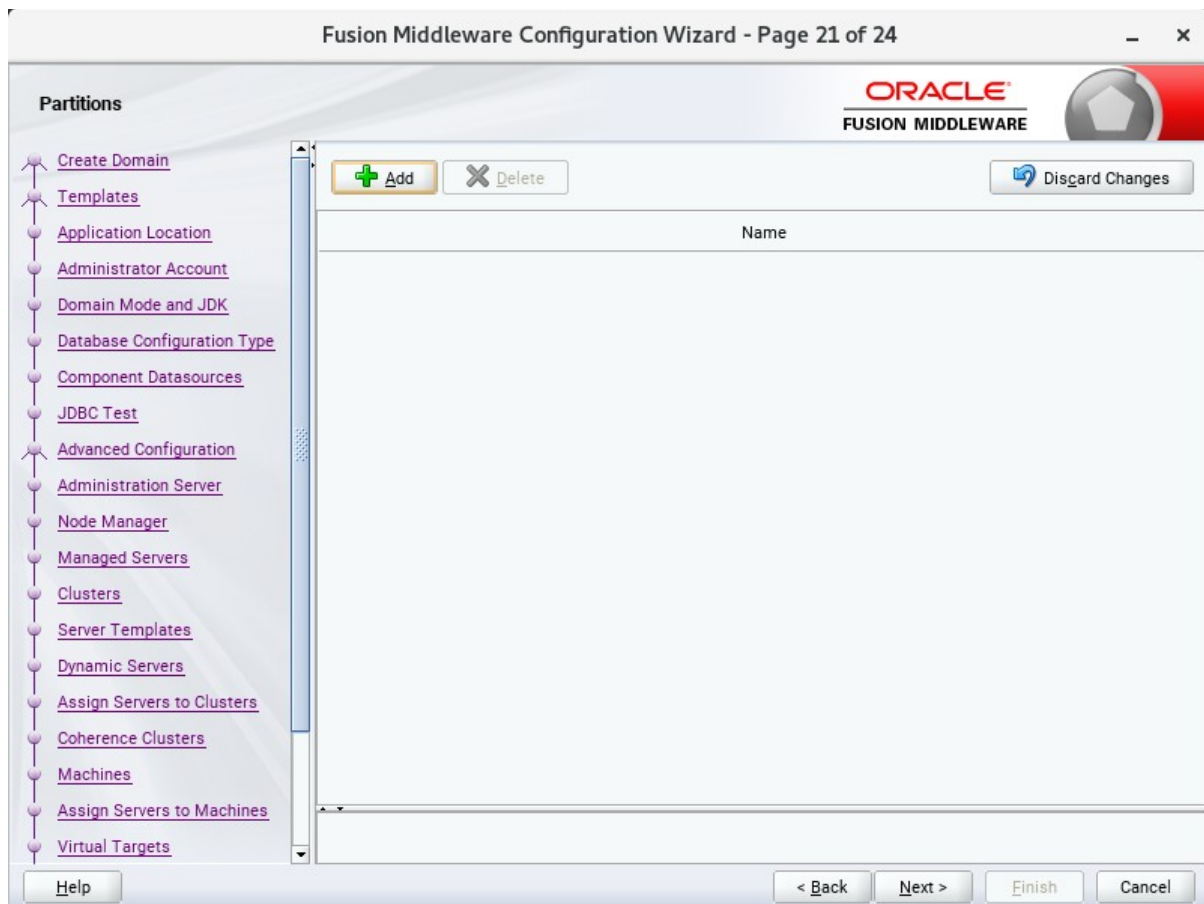 Fusion Middleware Configuration Wizard - Page 21 of 24
Partitions
ORACLE
FUSION MIDDLEWARE
Create Domain
Templates
Application Location
Administrator Account
Domain Mode and JDK
Database Configuration Type
Component Datasources
JDBC Test
Advanced Configuration
Administration Server
Node Manager
Managed Servers
Clusters
Server Templates
Dynamic Servers
Assign Servers to Clusters
Coherence Clusters
Machines
Assign Servers to Machines
Virtual Targets
Add Delete Discard Changes
Name
Help < Back Next > Finish Cancel